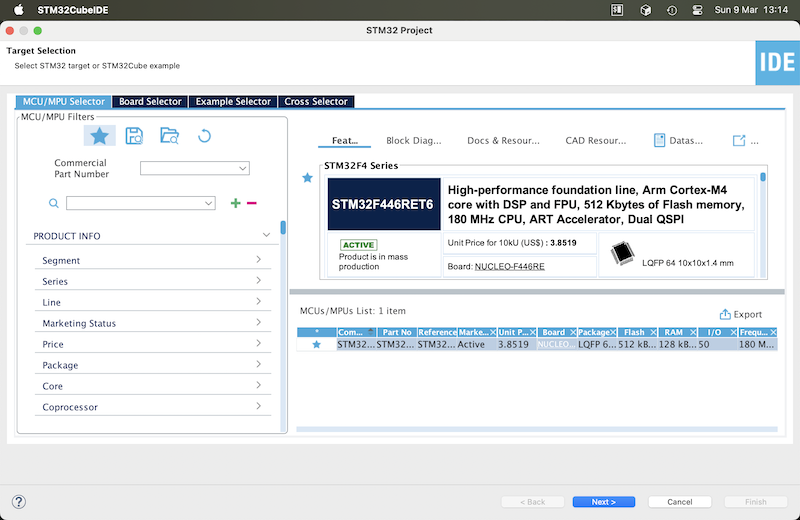 STM32CubeIDE
Sun 9 Mar 13:14
STM32 Project
Target Selection
Select STM32 target or STM32Cube example
IDE
MCU/MPU Selector Board Selector Example Selector Cross Selector
MCU/MPU Filters
Commercial
Part Number
PRODUCT INFO
Segment
Series
Line
Marketing Status
Price
Package
Core
Coprocessor
Feat... Block Diag... Docs & Resour... CAD Resour... Datas... ...
STM32F4 Series
STM32F446RET6
High-performance foundation line, Arm Cortex-M4
core with DSP and FPU, 512 Kbytes of Flash memory,
180 MHz CPU, ART Accelerator, Dual QSPI
ACTIVE
Product is in mass
production
Unit Price for 10kU (US$) : 3.8519
Board: NUCLEO-F446RE
LQFP 64 10x10x1.4 mm
MCUs/MPUs List: 1 item
Export
* Com... Part No Reference Marke... X Unit P... X Board X Package X Flash X RAM X I/O X Frequ... X
STM32... STM32... STM32... Active 3.8519 NUCLEO... LQFP 6... 512 kB... 128 kB... 50 180 M...
?
< Back Next > Cancel Finish